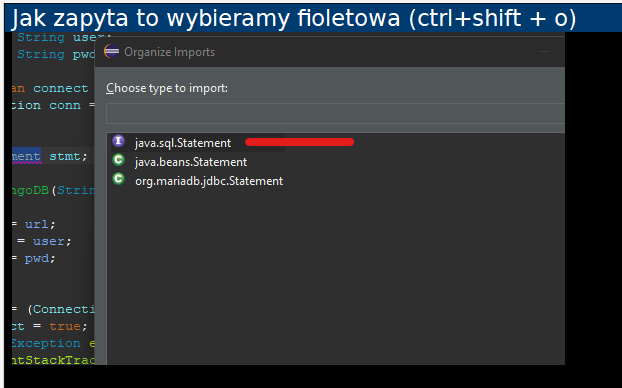 Jak zapyta to wybieramy fioletowa (ctrl+shift + o)
String user;
String pwd
Organize Imports
an connect
tion conn =
Choose type to import:
I java.sql.Statement
ment stmt;
C java.beans.Statement
C org.mariadb.jdbc.Statement
ngoDB(Strin
= url;
= user;
= pwd;
= (Connecti
ct = true;
Exception e
ntStackTrac